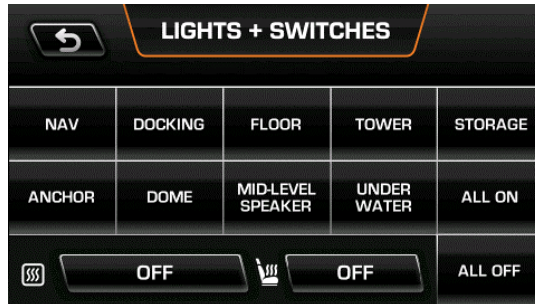 LIGHTS + SWITCHES
NAV
DOCKING
FLOOR
TOWER
STORAGE
ANCHOR
DOME
MID-LEVEL
SPEAKER
UNDER
WATER
ALL ON
OFF
OFF
ALL OFF